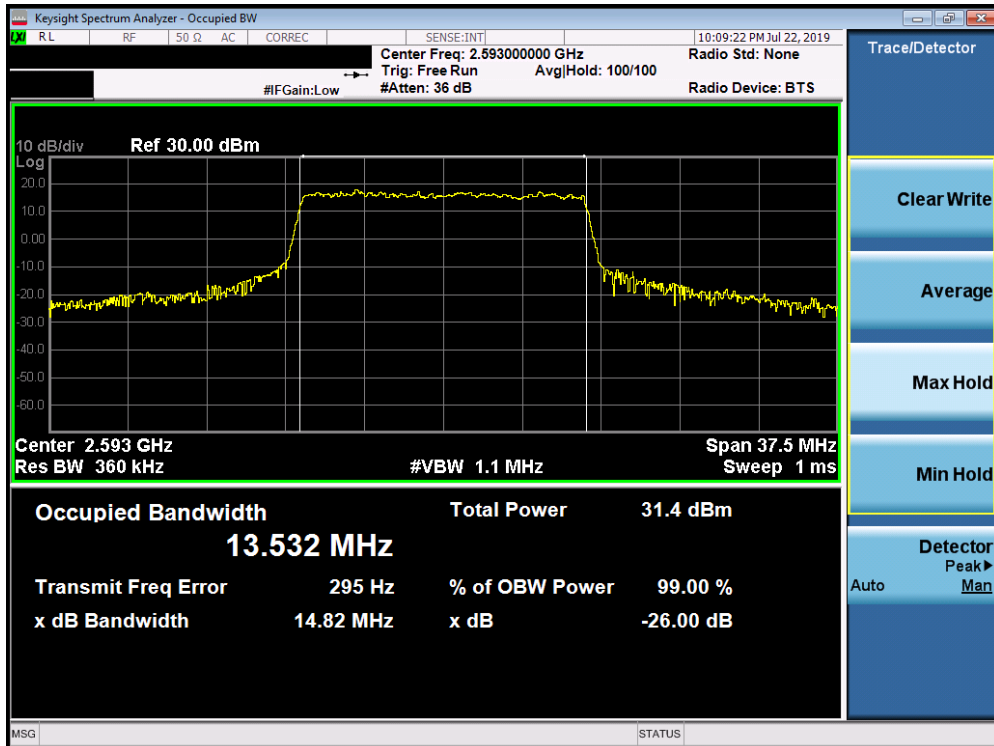 Keysight Spectrum Analyzer - Occupied BW
LXI RL RF 50 Ω AC CORREC SENSE:INT 10:09:22 PM Jul 22, 2019
Center Freq: 2.593000000 GHz Radio Std: None
Trig: Free Run Avg|Hold: 100/100
#IFGain:Low #Atten: 36 dB Radio Device: BTS
10 dB/div Ref 30.00 dBm
Log
20.0
10.0
0.00
-10.0
-20.0
-30.0
-40.0
-50.0
-60.0
Center 2.593 GHz Span 37.5 MHz
Res BW 360 kHz #VBW 1.1 MHz Sweep 1 ms
Occupied Bandwidth Total Power 31.4 dBm
13.532 MHz
Transmit Freq Error 295 Hz % of OBW Power 99.00 %
x dB Bandwidth 14.82 MHz x dB -26.00 dB
MSG STATUS
Trace/Detector
Clear Write
Average
Max Hold
Min Hold
Detector
Peak▶
Auto Man